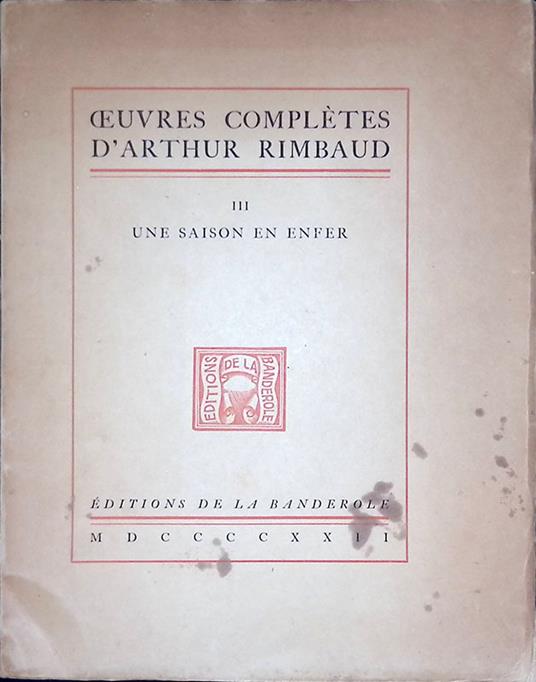 ŒUVRES COMPLÈTES
D'ARTHUR RIMBAUD
III
UNE SAISON EN ENFER
EDITIONS
DE LA
BANDEROLE
ÉDITIONS DE LA BANDEROLE
MDCCCCXXII